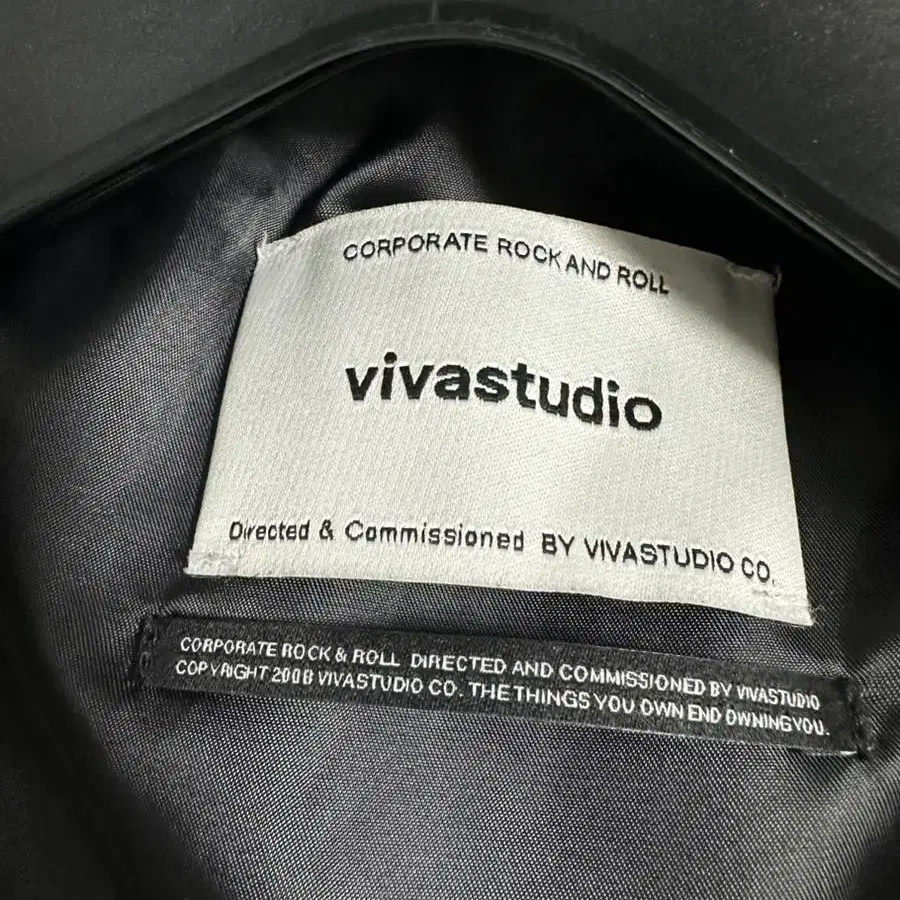 CORPORATE ROCK AND ROLL
vivastudio
Directed & Commissioned BY VIVASTUDIO CO.
CORPORATE ROCK & ROLL DIRECTED AND COMMISSIONED BY VIVASTUDIO
COPYRIGHT 2008 VIVASTUDIO CO. THE THINGS YOU OWN END OWNING YOU.